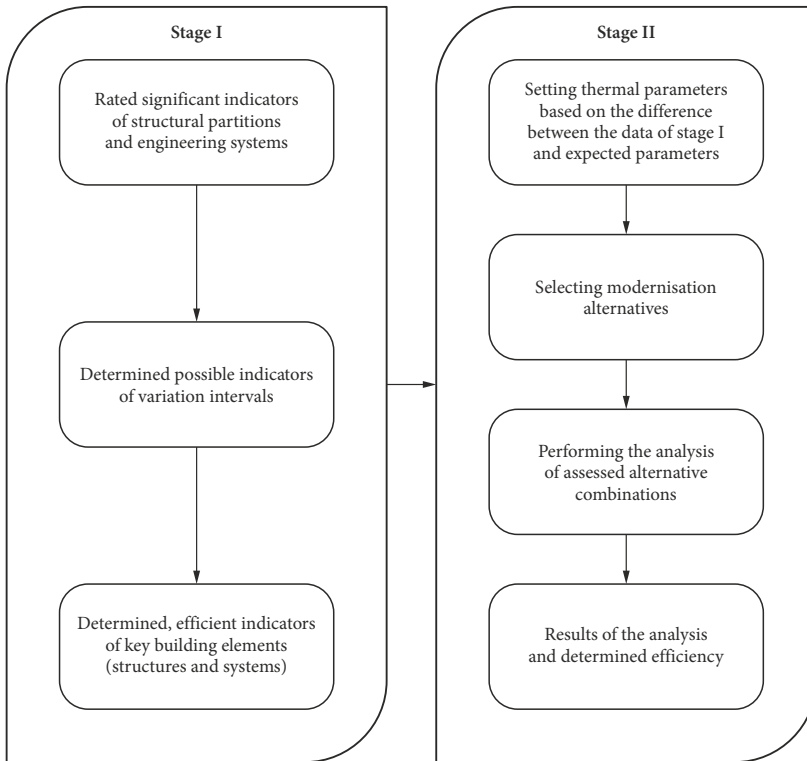 Stage I
Rated significant indicators
of structural partitions
and engineering systems
Determined possible indicators
of variation intervals
Determined, efficient indicators
of key building elements
(structures and systems)
Stage II
Setting thermal parameters
based on the difference
between the data of stage I
and expected parameters
Selecting modernisation
alternatives
Performing the analysis
of assessed alternative
combinations
Results of the analysis
and determined efficiency